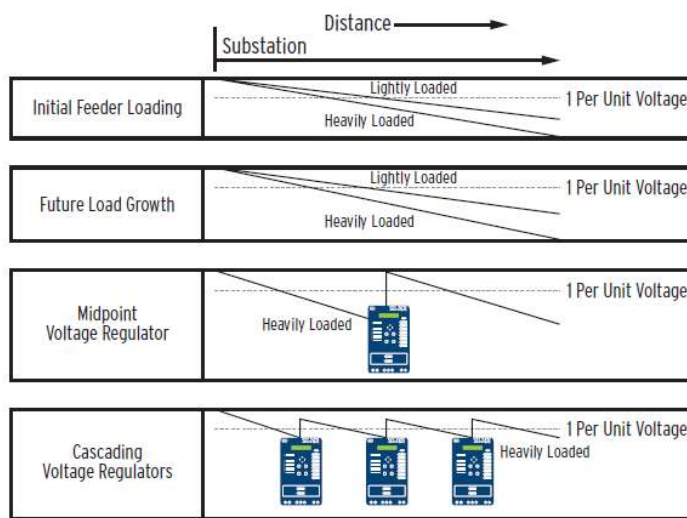 Distance
Substation
Initial Feeder Loading
Lightly Loaded
1 Per Unit Voltage
Heavily Loaded
Future Load Growth
Lightly Loaded
1 Per Unit Voltage
Heavily Loaded
Midpoint
Voltage Regulator
1 Per Unit Voltage
Heavily Loaded
Cascading
Voltage Regulators
1 Per Unit Voltage
Heavily Loaded